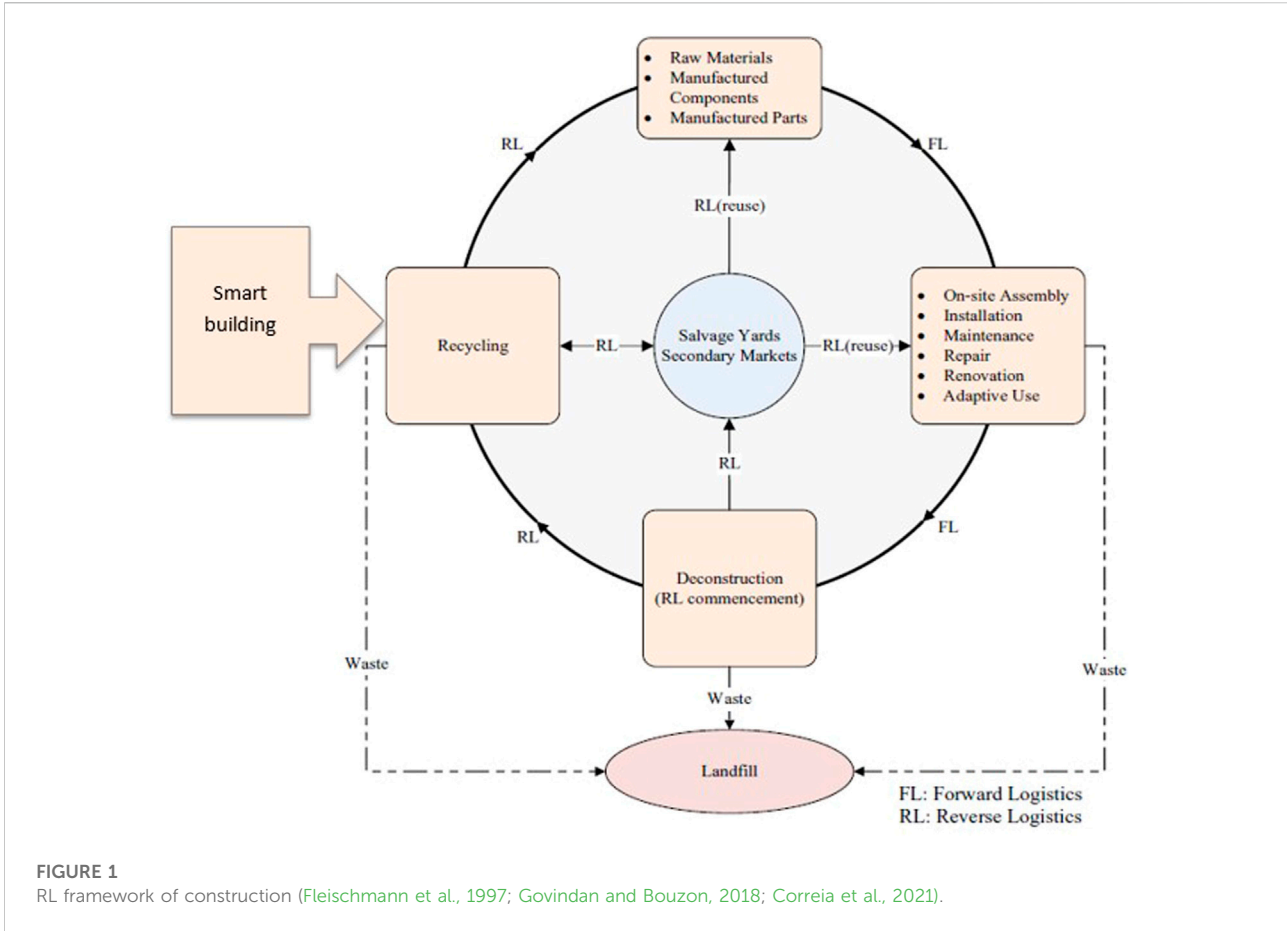 • Raw Materials
• Manufactured
Components
• Manufactured Parts
RL
FL
RL(reuse)
Smart
building
Recycling
RL
Salvage Yards
Secondary Markets
RL(reuse)
• On-site Assembly
• Installation
• Maintenance
• Repair
• Renovation
• Adaptive Use
RL
RL
FL
Deconstruction
(RL commencement)
Waste
Waste
Waste
Landfill
FL: Forward Logistics
RL: Reverse Logistics
FIGURE 1
RL framework of construction (Fleischmann et al., 1997; Govindan and Bouzon, 2018; Correia et al., 2021).